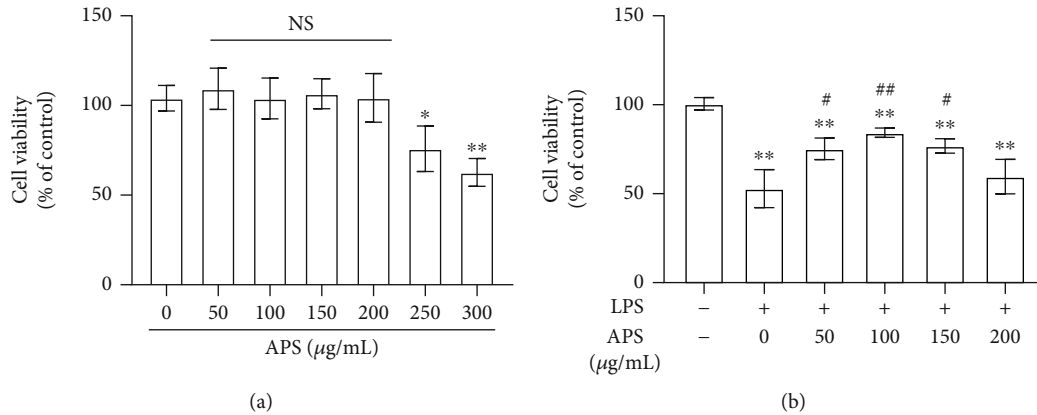 150
NS
Cell viability
(% of control)
100
*
**
50
0
0 50 100 150 200 250 300
APS (μg/mL)
(a)
150
Cell viability
(% of control)
# ## #
100
** ** ** ** **
50
0
LPS − + + + + +
APS − 0 50 100 150 200
(μg/mL)
(b)